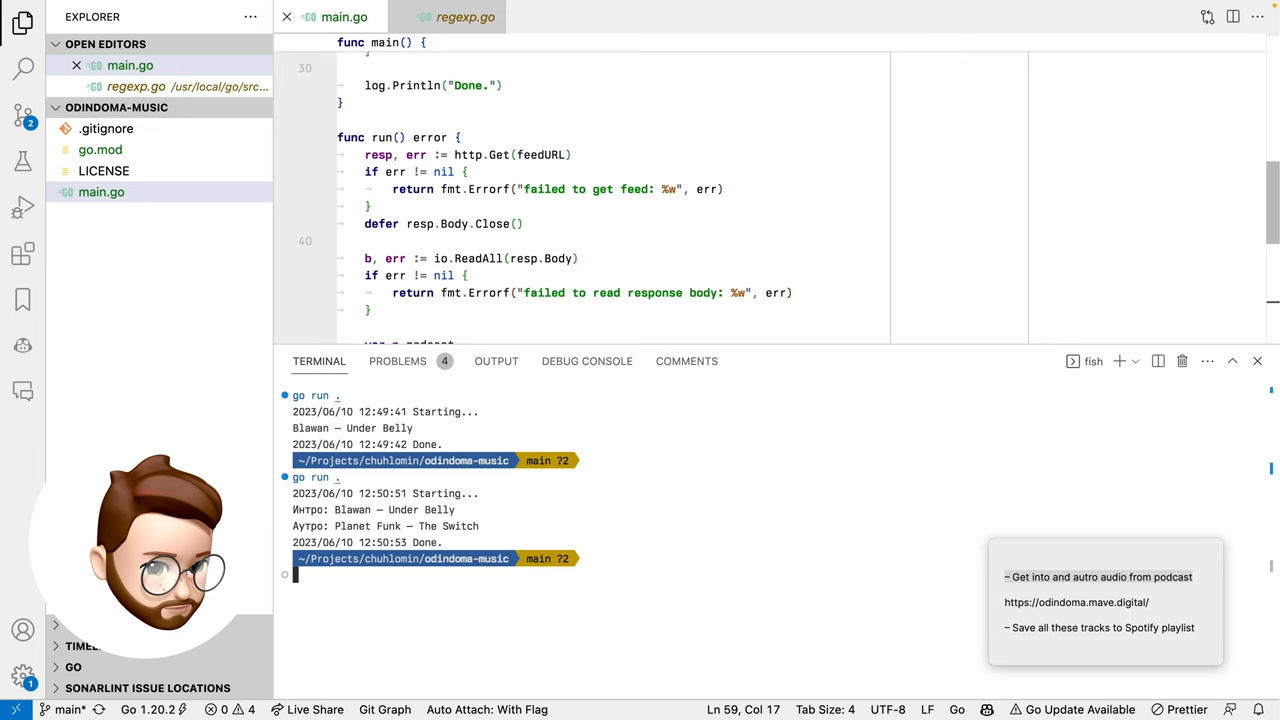 EXPLORER
main.go
regexp.go
OPEN EDITORS
main.go
regexp.go /usr/local/go/src...
ODINDOMA-MUSIC
.gitignore
go.mod
LICENSE
main.go
2
func main() {
}
30
log.Println("Done.")
}
func run() error {
resp, err := http.Get(feedURL)
if err != nil {
return fmt.Errorf("failed to get feed: %w", err)
}
defer resp.Body.Close()
40
b, err := io.ReadAll(resp.Body)
if err != nil {
return fmt.Errorf("failed to read response body: %w", err)
}
TERMINAL PROBLEMS 4 OUTPUT DEBUG CONSOLE COMMENTS
fish
go run .
2023/06/10 12:49:41 Starting...
Blawan — Under Belly
2023/06/10 12:49:42 Done.
~/Projects/chuhlomin/odindoma-music main ?2
go run .
2023/06/10 12:50:51 Starting...
Интро: Blawan — Under Belly
Аутро: Planet Funk — The Switch
2023/06/10 12:50:53 Done.
~/Projects/chuhlomin/odindoma-music main ?2
– Get into and autro audio from podcast
https://odindoma.mave.digital/
– Save all these tracks to Spotify playlist
GO
SONARLINT ISSUE LOCATIONS
1
main* Go 1.20.2 0 4 Live Share Git Graph Auto Attach: With Flag Ln 59, Col 17 Tab Size: 4 UTF-8 LF Go Go Update Available Prettier